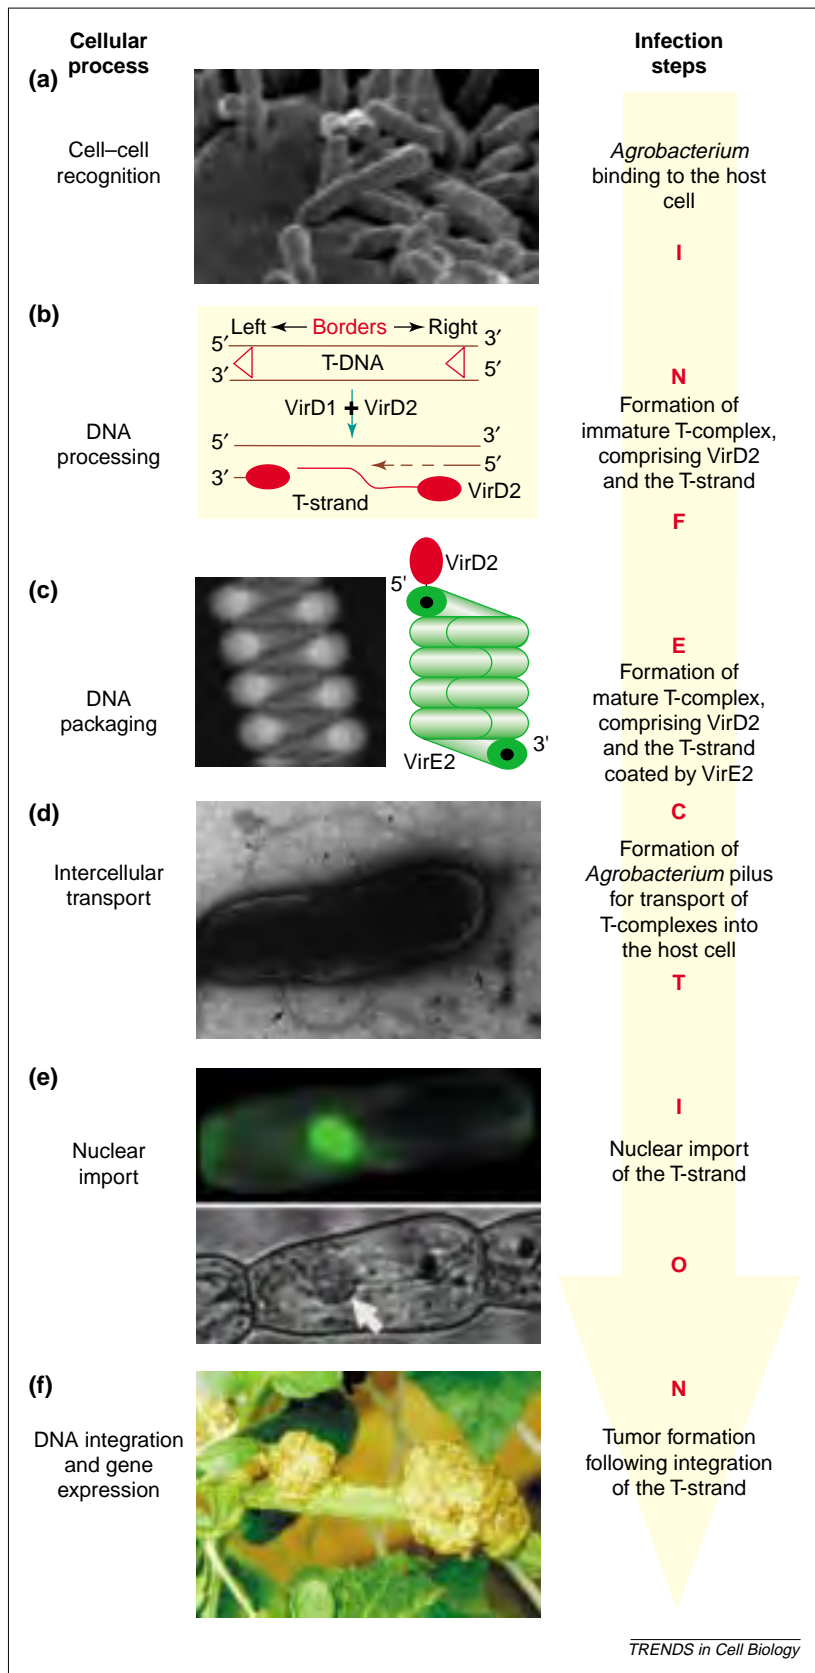 Cellular
process
Infection
steps
(a)
Cell–cell
recognition
Agrobacterium
binding to the host
cell
I
(b)
Left Borders Right
5′ 3′
T-DNA
3′ 5′
VirD1 + VirD2
5′ 3′
5′
3′
T-strand
VirD2
DNA
processing
N
Formation of
immature T-complex,
comprising VirD2
and the T-strand
F
(c)
VirD2
5'
3'
VirE2
DNA
packaging
E
Formation of
mature T-complex,
comprising VirD2
and the T-strand
coated by VirE2
(d)
C
Intercellular
transport
Formation of
Agrobacterium pilus
for transport of
T-complexes into
the host cell
T
(e)
I
Nuclear
import
Nuclear import
of the T-strand
O
(f)
N
DNA integration
and gene
expression
Tumor formation
following integration
of the T-strand
TRENDS in Cell Biology